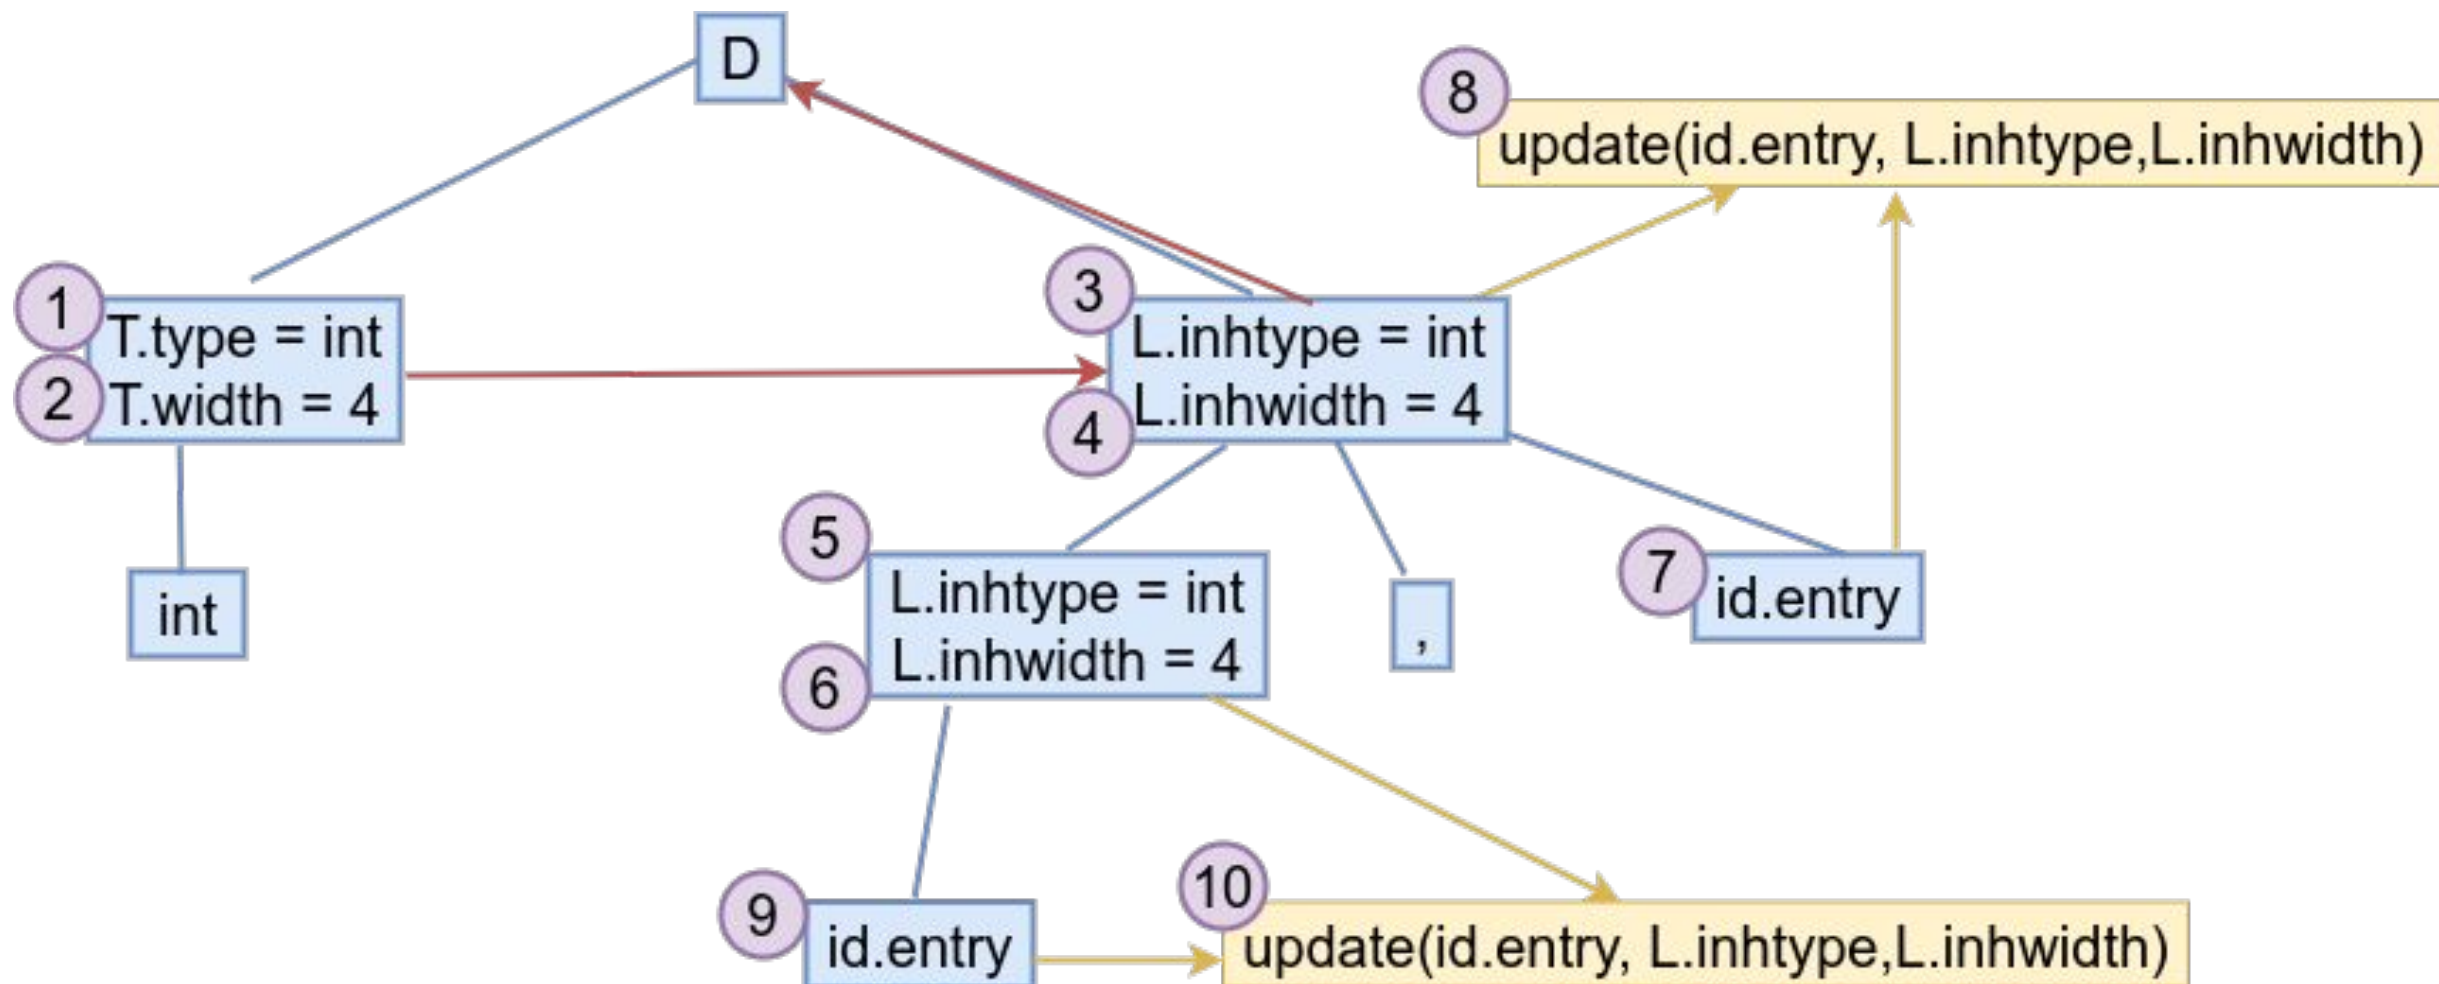 D
8
update(id.entry, L.inhtype,L.inhwidth)
1
T.type = int
2
T.width = 4
3
L.inhtype = int
4
L.inhwidth = 4
int
5
L.inhtype = int
6
L.inhwidth = 4
,
7
id.entry
9
id.entry
10
update(id.entry, L.inhtype,L.inhwidth)